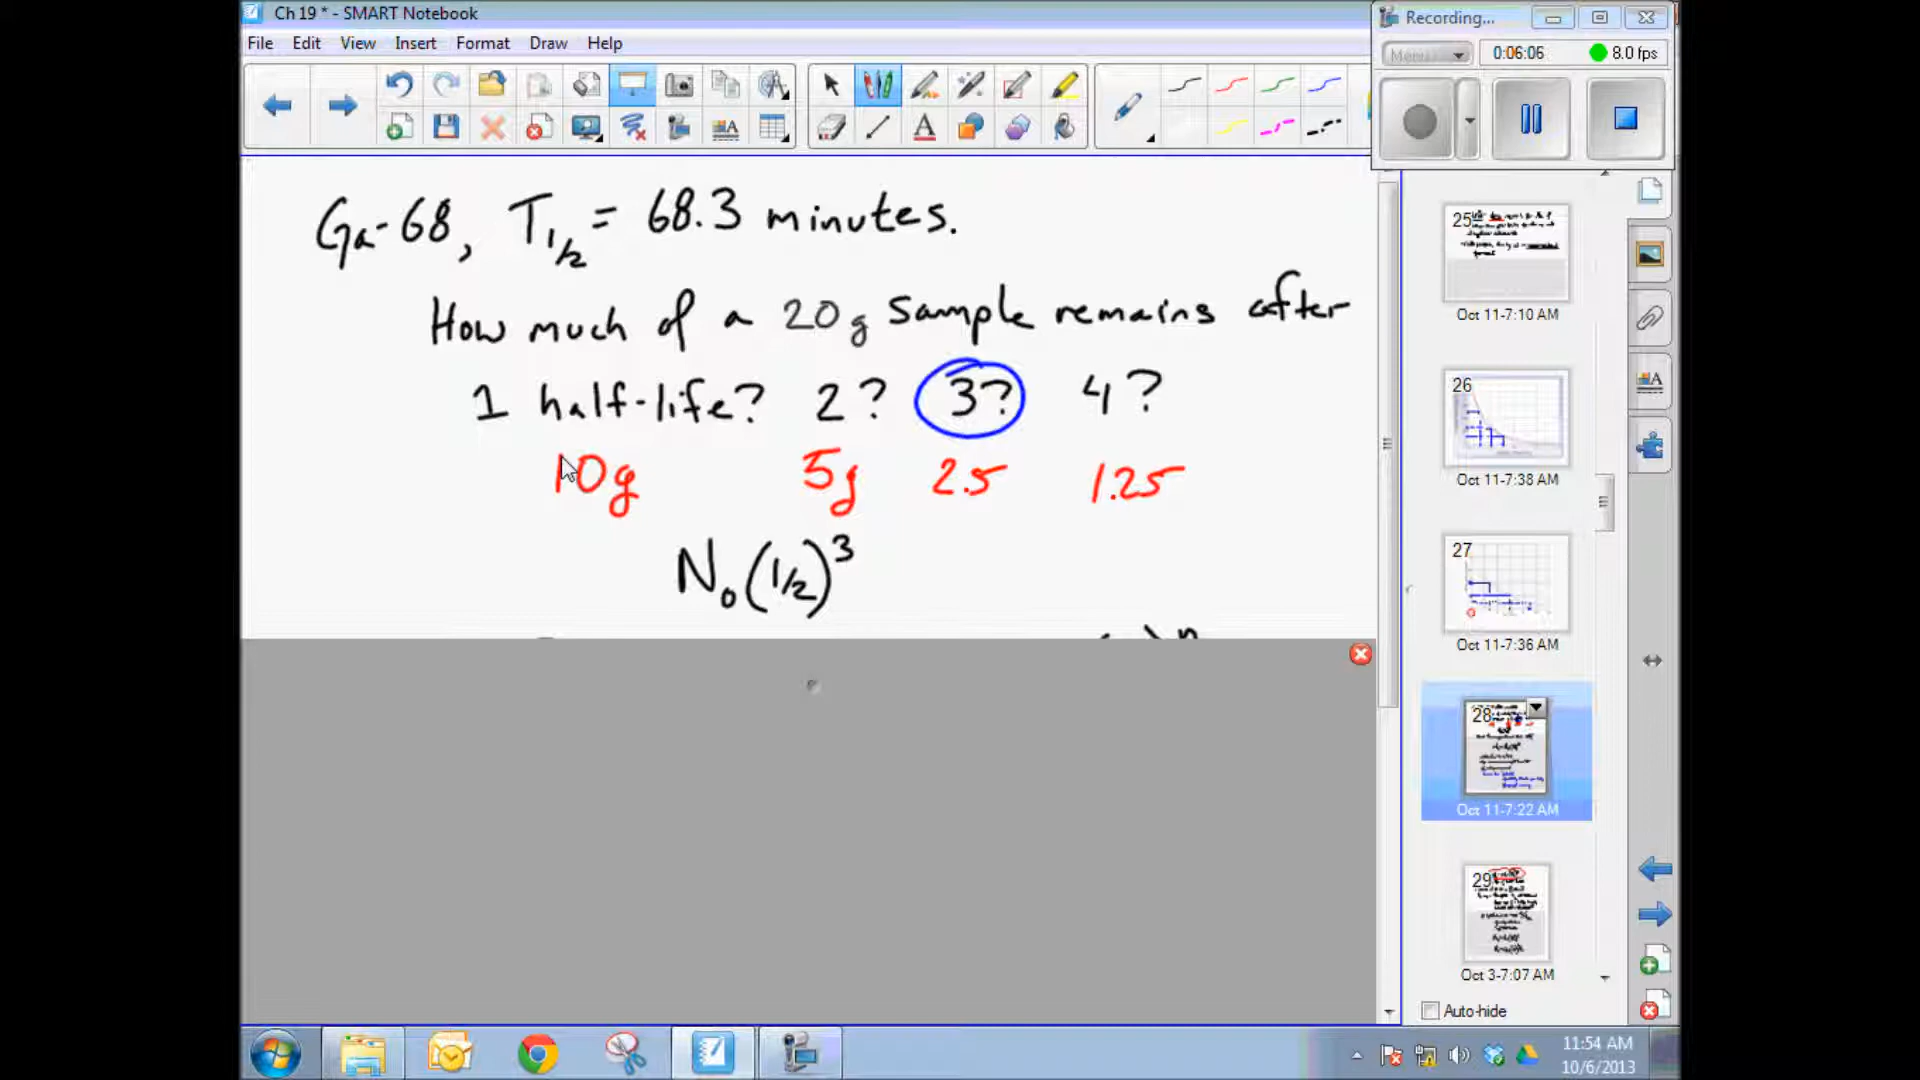 Ch 19 * - SMART Notebook
File Edit View Insert Format Draw Help
Recording...
Menu
0:06:06 8.0 fps
Ga-68, T1/2 = 68.3 minutes.
How much of a 20g sample remains after
1 half-life? 2? 3? 4?
10g 5g 2.5 1.25
N0(1/2)^3
25
Oct 11-7:10 AM
26
Oct 11-7:38 AM
27
Oct 11-7:36 AM
28
Oct 11-7:22 AM
29
Oct 3-7:07 AM
Auto-hide
11:54 AM
10/6/2013